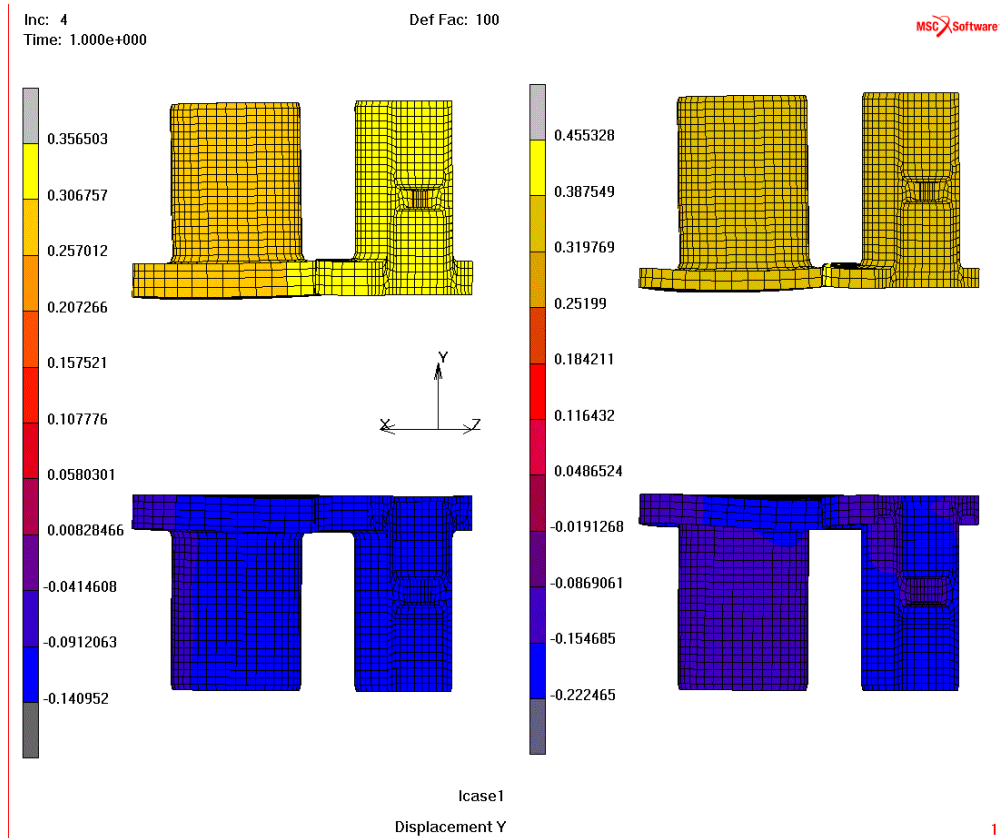 Inc: 4
Def Fac: 100
Time: 1.000e+000
MSC Software
0.356503
0.306757
0.257012
0.207266
0.157521
0.107776
0.0580301
0.00828466
-0.0414608
-0.0912063
-0.140952
0.455328
0.387549
0.319769
0.25199
0.184211
0.116432
0.0486524
-0.0191268
-0.0869061
-0.154685
-0.222465
Y
X
Z
lcase1
Displacement Y
1